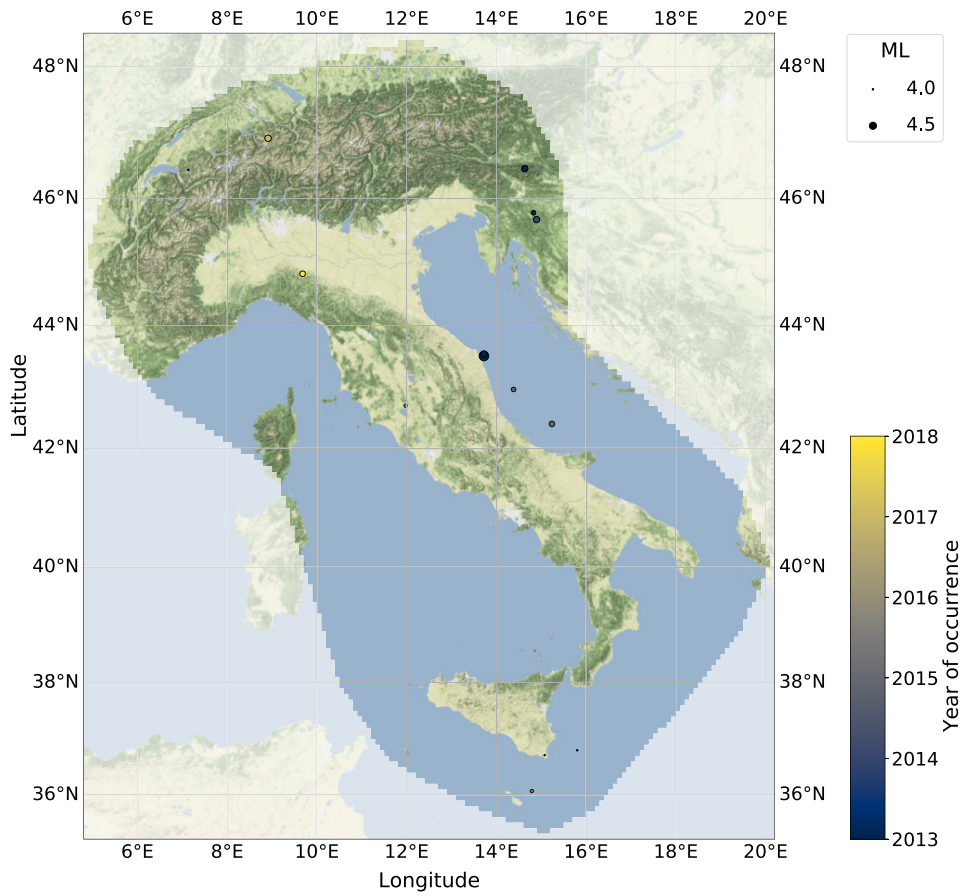 6°E 8°E 10°E 12°E 14°E 16°E 18°E 20°E
48°N 48°N
46°N 46°N
44°N 44°N
42°N 42°N
40°N 40°N
38°N 38°N
36°N 36°N
6°E 8°E 10°E 12°E 14°E 16°E 18°E 20°E
Longitude
Latitude
ML
4.0
4.5
2018
2017
2016
2015
2014
2013
Year of occurrence